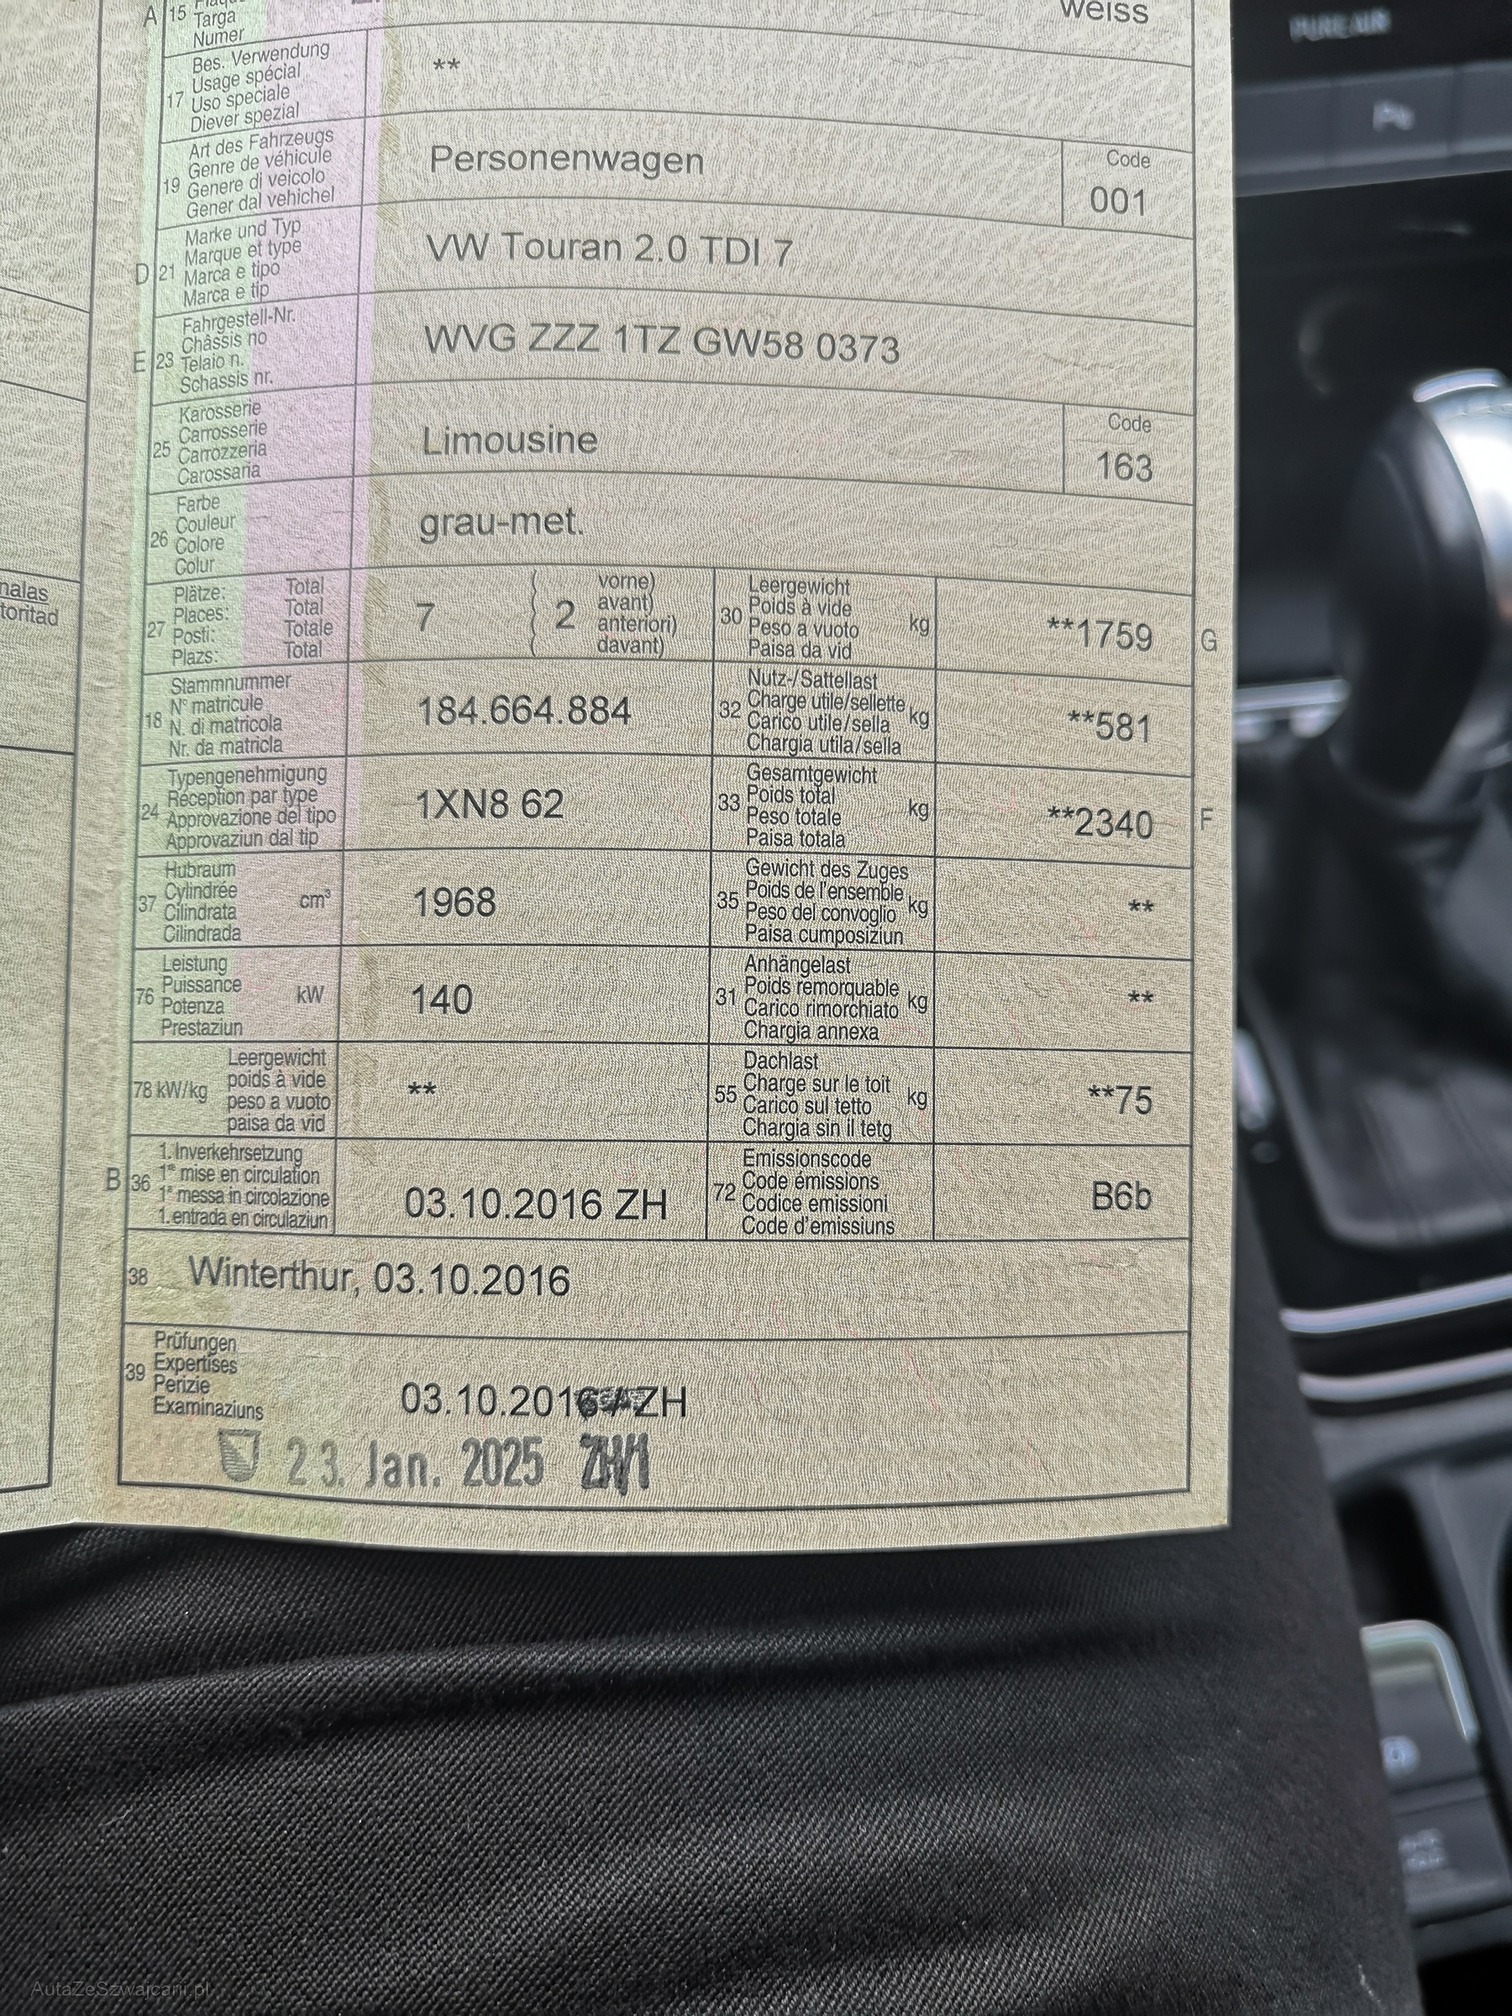 A 15 Targa
Numer
weiss
17 Bes. Verwendung
Usage spécial
Uso speciale
Diever spezial
**
19 Art des Fahrzeugs
Genre de véhicule
Genere di veicolo
Gener dal vehichel
Personenwagen
Code
001
D 21 Marke und Typ
Marque et type
Marca e tipo
Marca e tip
VW Touran 2.0 TDI 7
E 23 Fahrgestell-Nr.
Châssis no
Telaio n.
Schassis nr.
WVG ZZZ 1TZ GW58 0373
25 Karosserie
Carrosserie
Carrozzeria
Carossaria
Limousine
Code
163
26 Farbe
Couleur
Colore
Colur
grau-met.
27 Plätze: Total
Places: Total
Posti: Totale
Plazs: Total
7
( 2 vorne)
( avant)
( anteriori)
( davant)
30 Leergewicht
Poids à vide
Peso a vuoto
Paisa da vid
kg
**1759 G
18 Stammnummer
N° matricule
N. di matricola
Nr. da matricla
184.664.884
32 Nutz-/Sattellast
Charge utile/sellette
Carico utile/sella
Chargia utila/sella
kg
**581
24 Typengenehmigung
Réception par type
Approvazione del tipo
Approvaziun dal tip
1XN8 62
33 Gesamtgewicht
Poids total
Peso totale
Paisa totala
kg
**2340 F
37 Hubraum
Cylindrée
Cilindrata
Cilindrada
cm³
1968
35 Gewicht des Zuges
Poids de l'ensemble
Peso del convoglio
Paisa cumposiziun
kg
**
76 Leistung
Puissance
Potenza
Prestaziun
kW
140
31 Anhängelast
Poids remorquable
Carico rimorchiato
Chargia annexa
kg
**
78 kW/kg Leergewicht
poids à vide
peso a vuoto
paisa da vid
**
55 Dachlast
Charge sur le toit
Carico sul tetto
Chargia sin il tetg
kg
**75
B 36 1. Inverkehrsetzung
1re mise en circulation
1a messa in circolazione
1. entrada en circulaziun
03.10.2016 ZH
72 Emissionscode
Code émissions
Codice emissioni
Code d'emissiuns
B6b
38 Winterthur, 03.10.2016
39 Prüfungen
Expertises
Perizie
Examinaziuns
03.10.2016 / ZH
23. Jan. 2025
nalas
toritad
PURE AIR
AutaZeSzwajcarii.pl